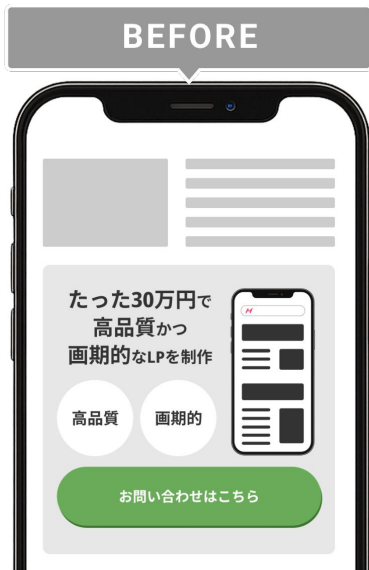 BEFORE
たった30万円で
高品質かつ
画期的なLPを制作
高品質
画期的
お問い合わせはこちら